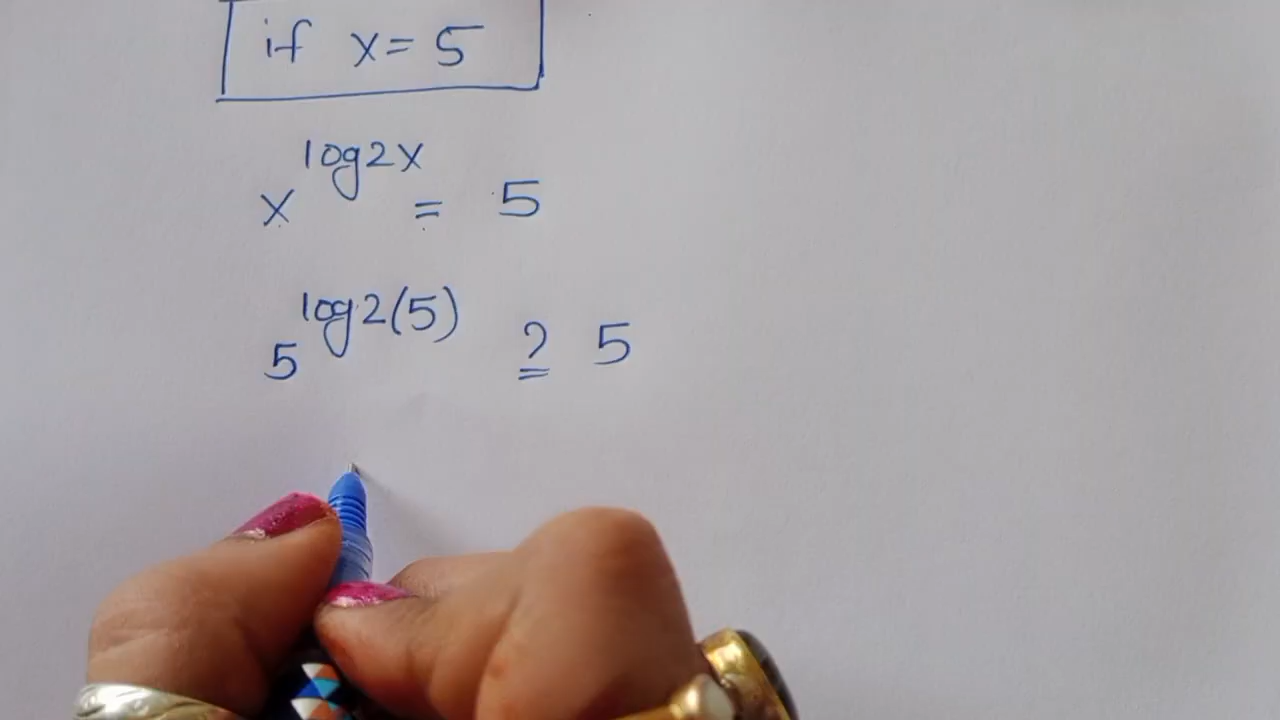 if x = 5
x^log2x = 5
5^log2(5) ? 5